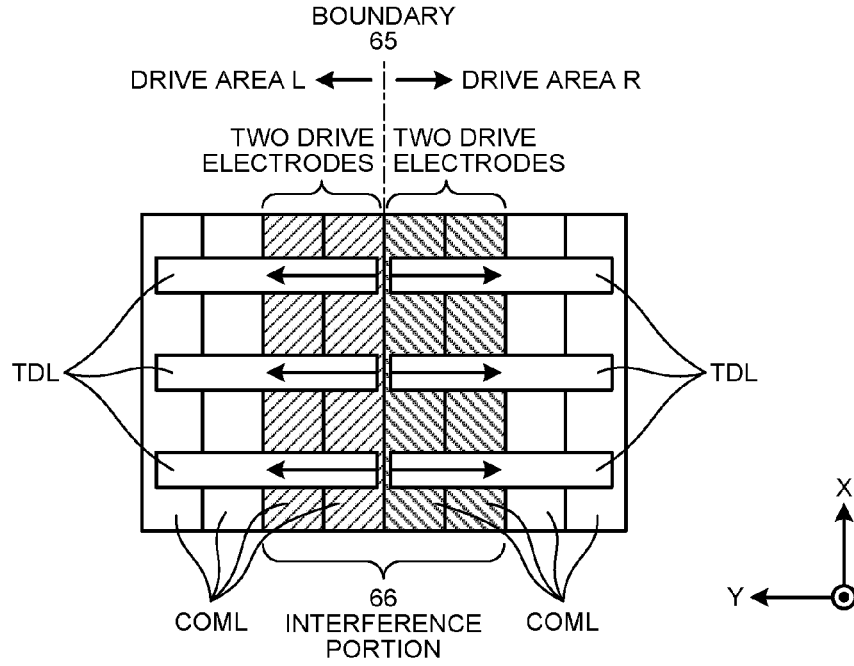 BOUNDARY
65
DRIVE AREA L
DRIVE AREA R
TWO DRIVE
ELECTRODES
TWO DRIVE
ELECTRODES
TDL
TDL
COML
66
INTERFERENCE
PORTION
COML
X
Y